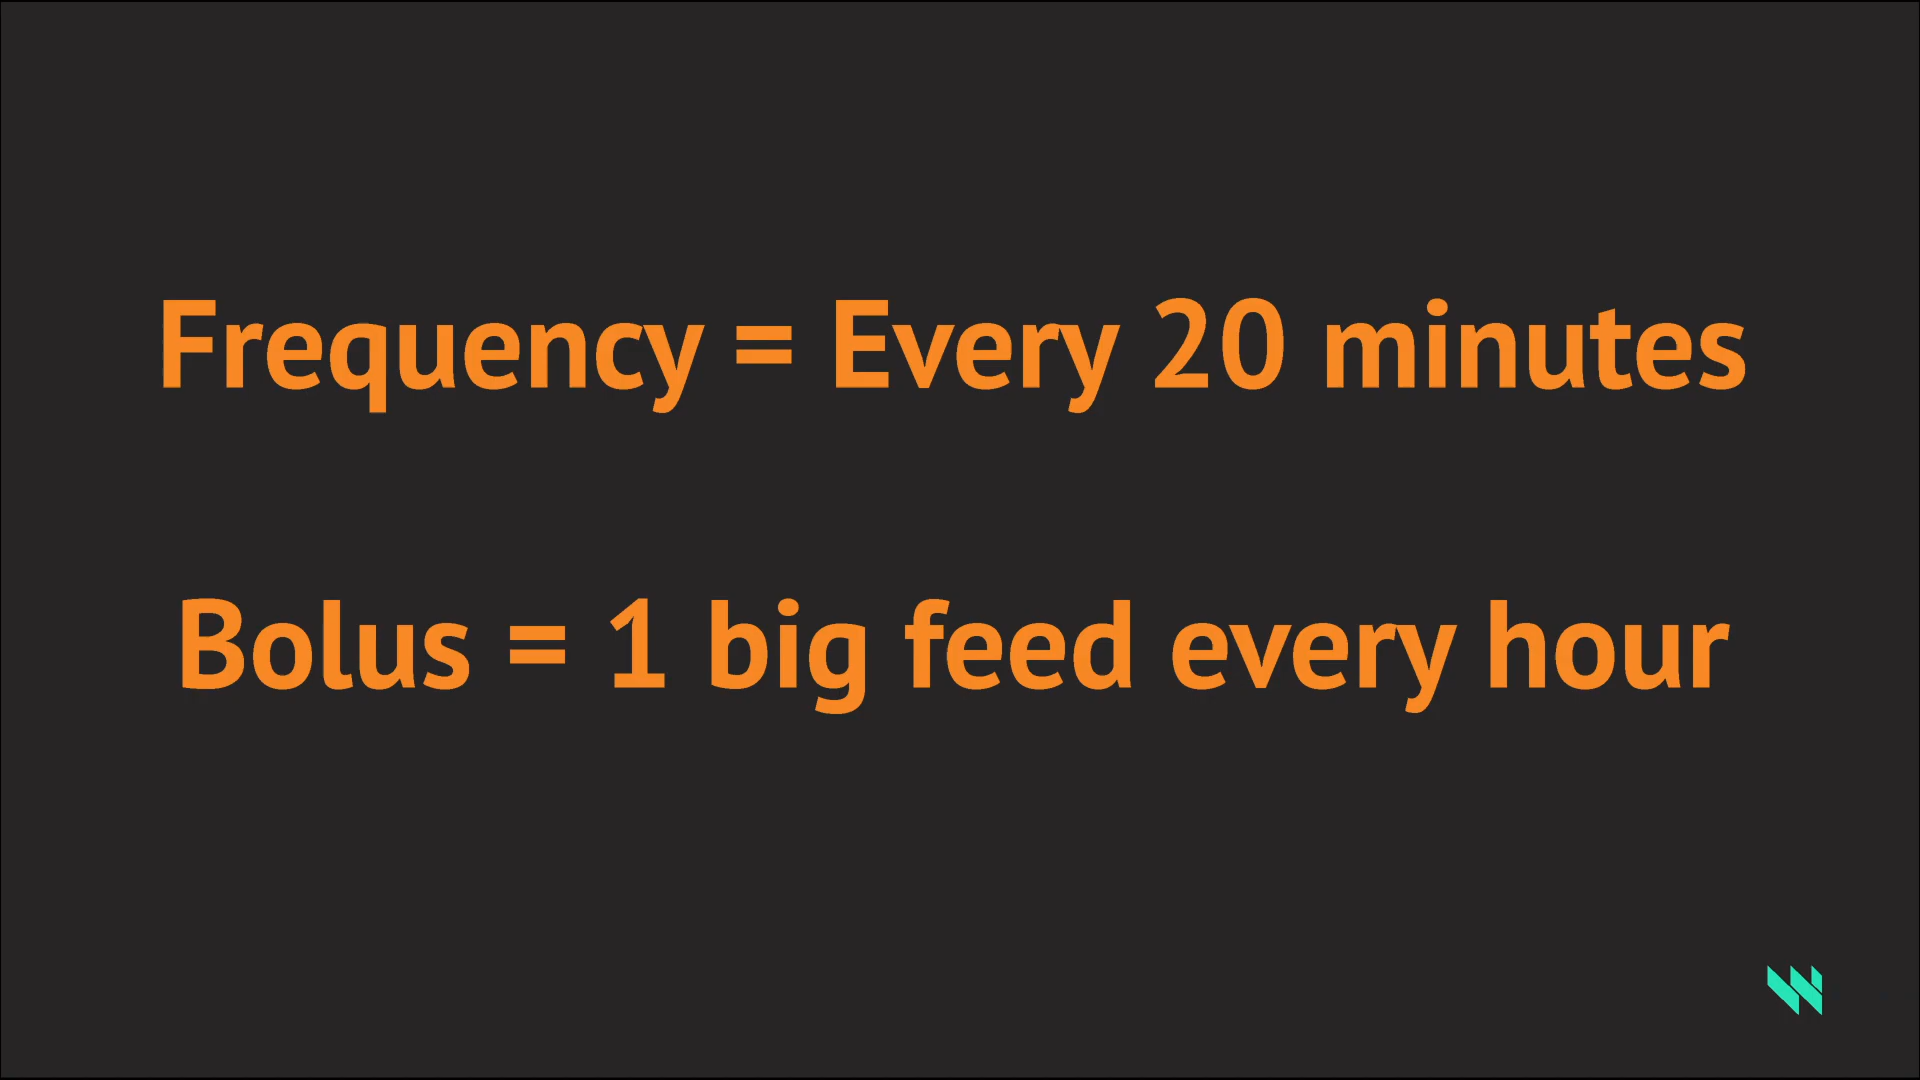 Frequency = Every 20 minutes
Bolus = 1 big feed every hour